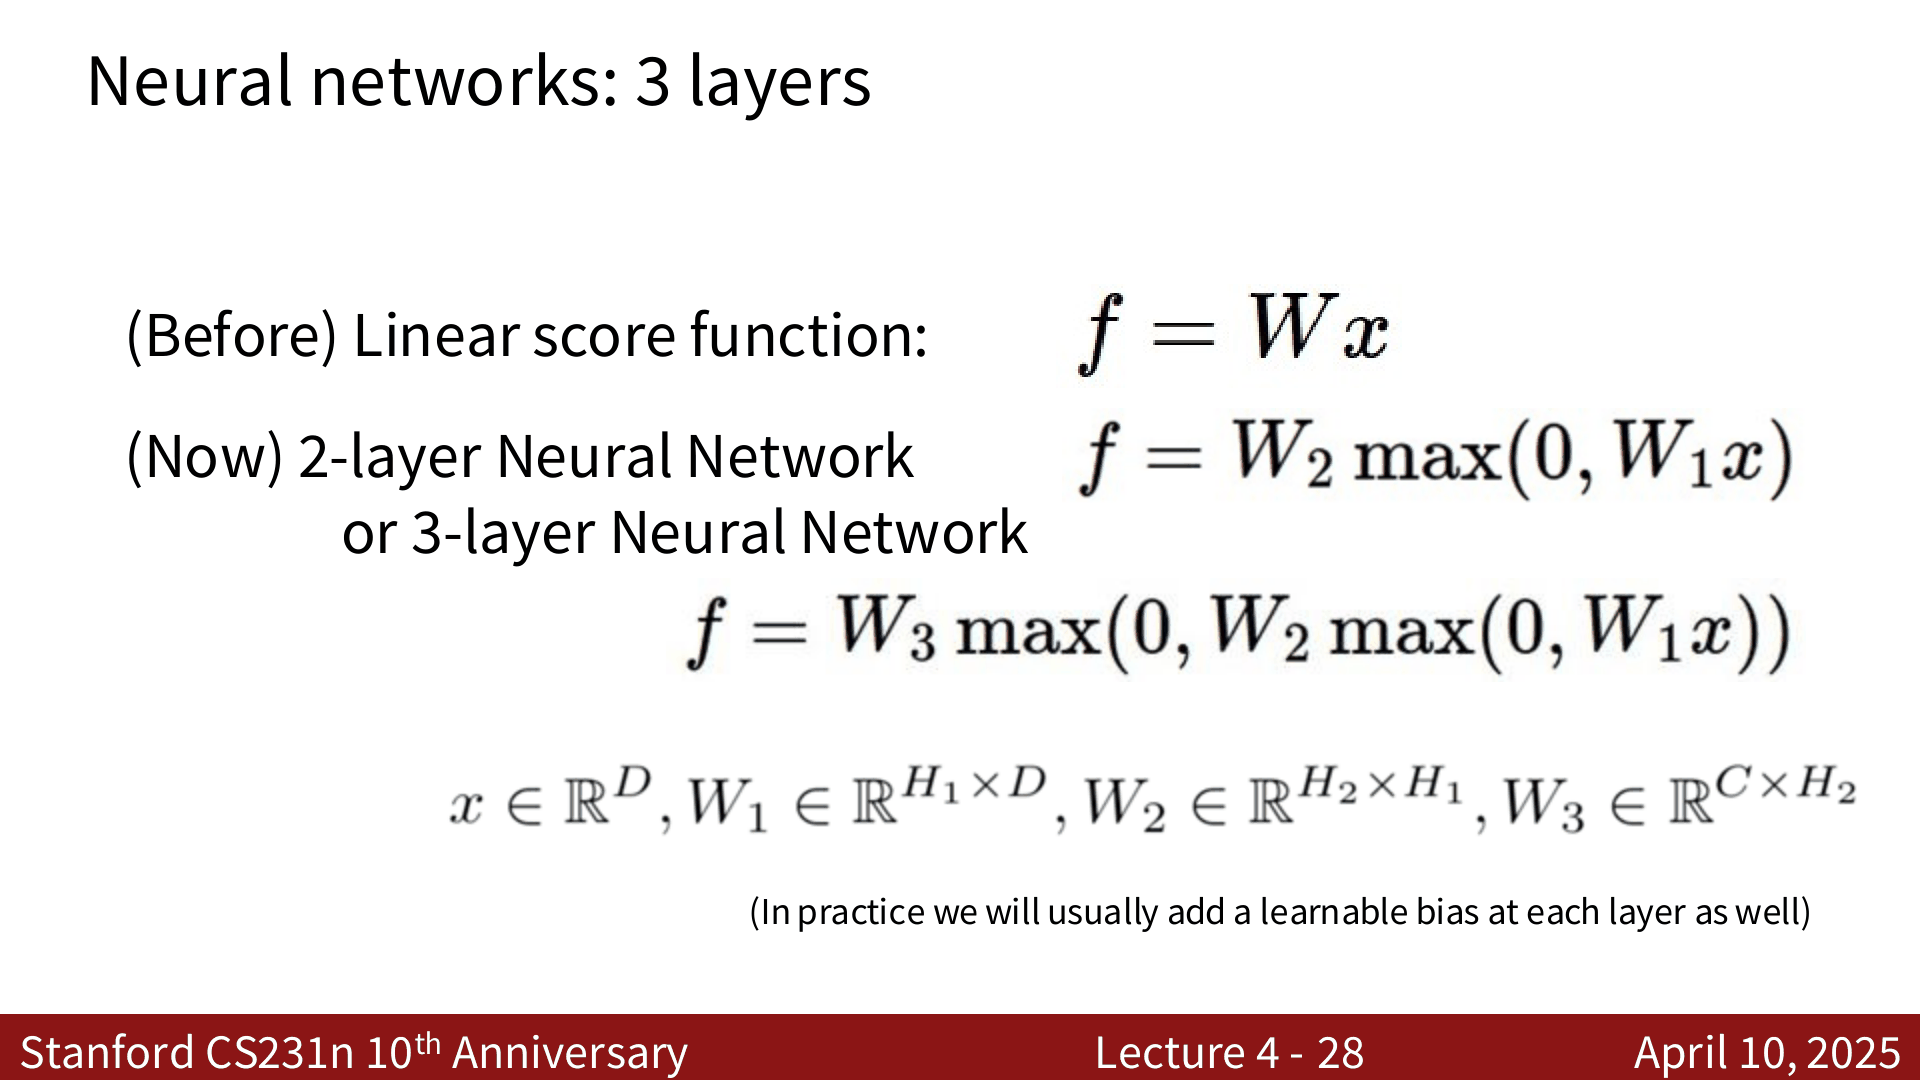 Neural networks: 3 layers
(Before) Linear score function: f = Wx
(Now) 2-layer Neural Network f = W₂ max(0, W₁x)
or 3-layer Neural Network
f = W₃ max(0, W₂ max(0, W₁x))
x ∈ ℝ^D, W₁ ∈ ℝ^{H₁×D}, W₂ ∈ ℝ^{H₂×H₁}, W₃ ∈ ℝ^{C×H₂}
(In practice we will usually add a learnable bias at each layer as well)
Stanford CS231n 10th Anniversary Lecture 4 - 28 April 10, 2025